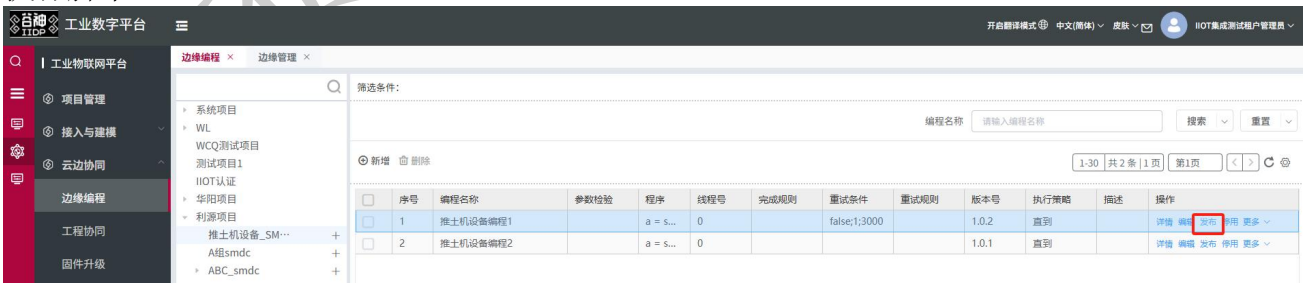 谷神 IIDP 工业数字平台 开启翻译模式 中文(简体) 皮肤 IIOT集成测试租户管理员
工业物联网平台 边缘编程 × 边缘管理 ×
项目管理
接入与建模
云边协同
边缘编程
工程协同
固件升级
系统项目
WL
WCQ测试项目
测试项目1
IIOT认证
华阳项目
利源项目
推土机设备_SM... +
A组smdc +
ABC_smdc +
筛选条件:
编程名称 请输入编程名称 搜索 重置
新增 删除 1-30 共 2 条 1 页 第1页
序号 编程名称 参数检验 程序 线程号 完成规则 重试条件 重试规则 版本号 执行策略 描述 操作
1 推土机设备编程1 a = s... 0 false;1;3000 1.0.2 直到 详情 编辑 发布 停用 更多
2 推土机设备编程2 a = s... 0 1.0.1 直到 详情 编辑 发布 停用 更多